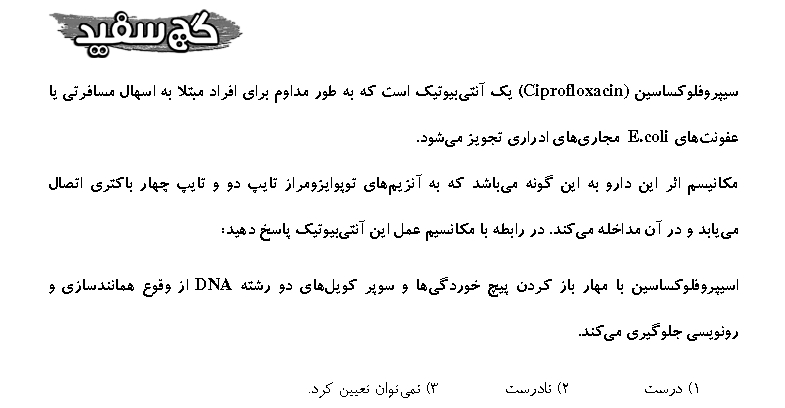 گچ سفید
سیپروفلوکساسین (Ciprofloxacin) یک آنتی‌بیوتیک است که به طور مداوم برای افراد مبتلا به اسهال مسافرتی یا
عفونت‌های E.coli مجاری‌های ادراری تجویز می‌شود.
مکانیسم اثر این دارو به این گونه می‌باشد که به آنزیم‌های توپوایزومراز تایپ دو و تایپ چهار باکتری اتصال
می‌یابد و در آن مداخله می‌کند. در رابطه با مکانسیم عمل این آنتی‌بیوتیک پاسخ دهید:
اسیپروفلوکساسین با مهار باز کردن پیچ خوردگی‌ها و سوپر کویل‌های دو رشته DNA از وقوع همانندسازی و
رونویسی جلوگیری می‌کند.
۱) درست ۲) نادرست ۳) نمی‌توان تعیین کرد.